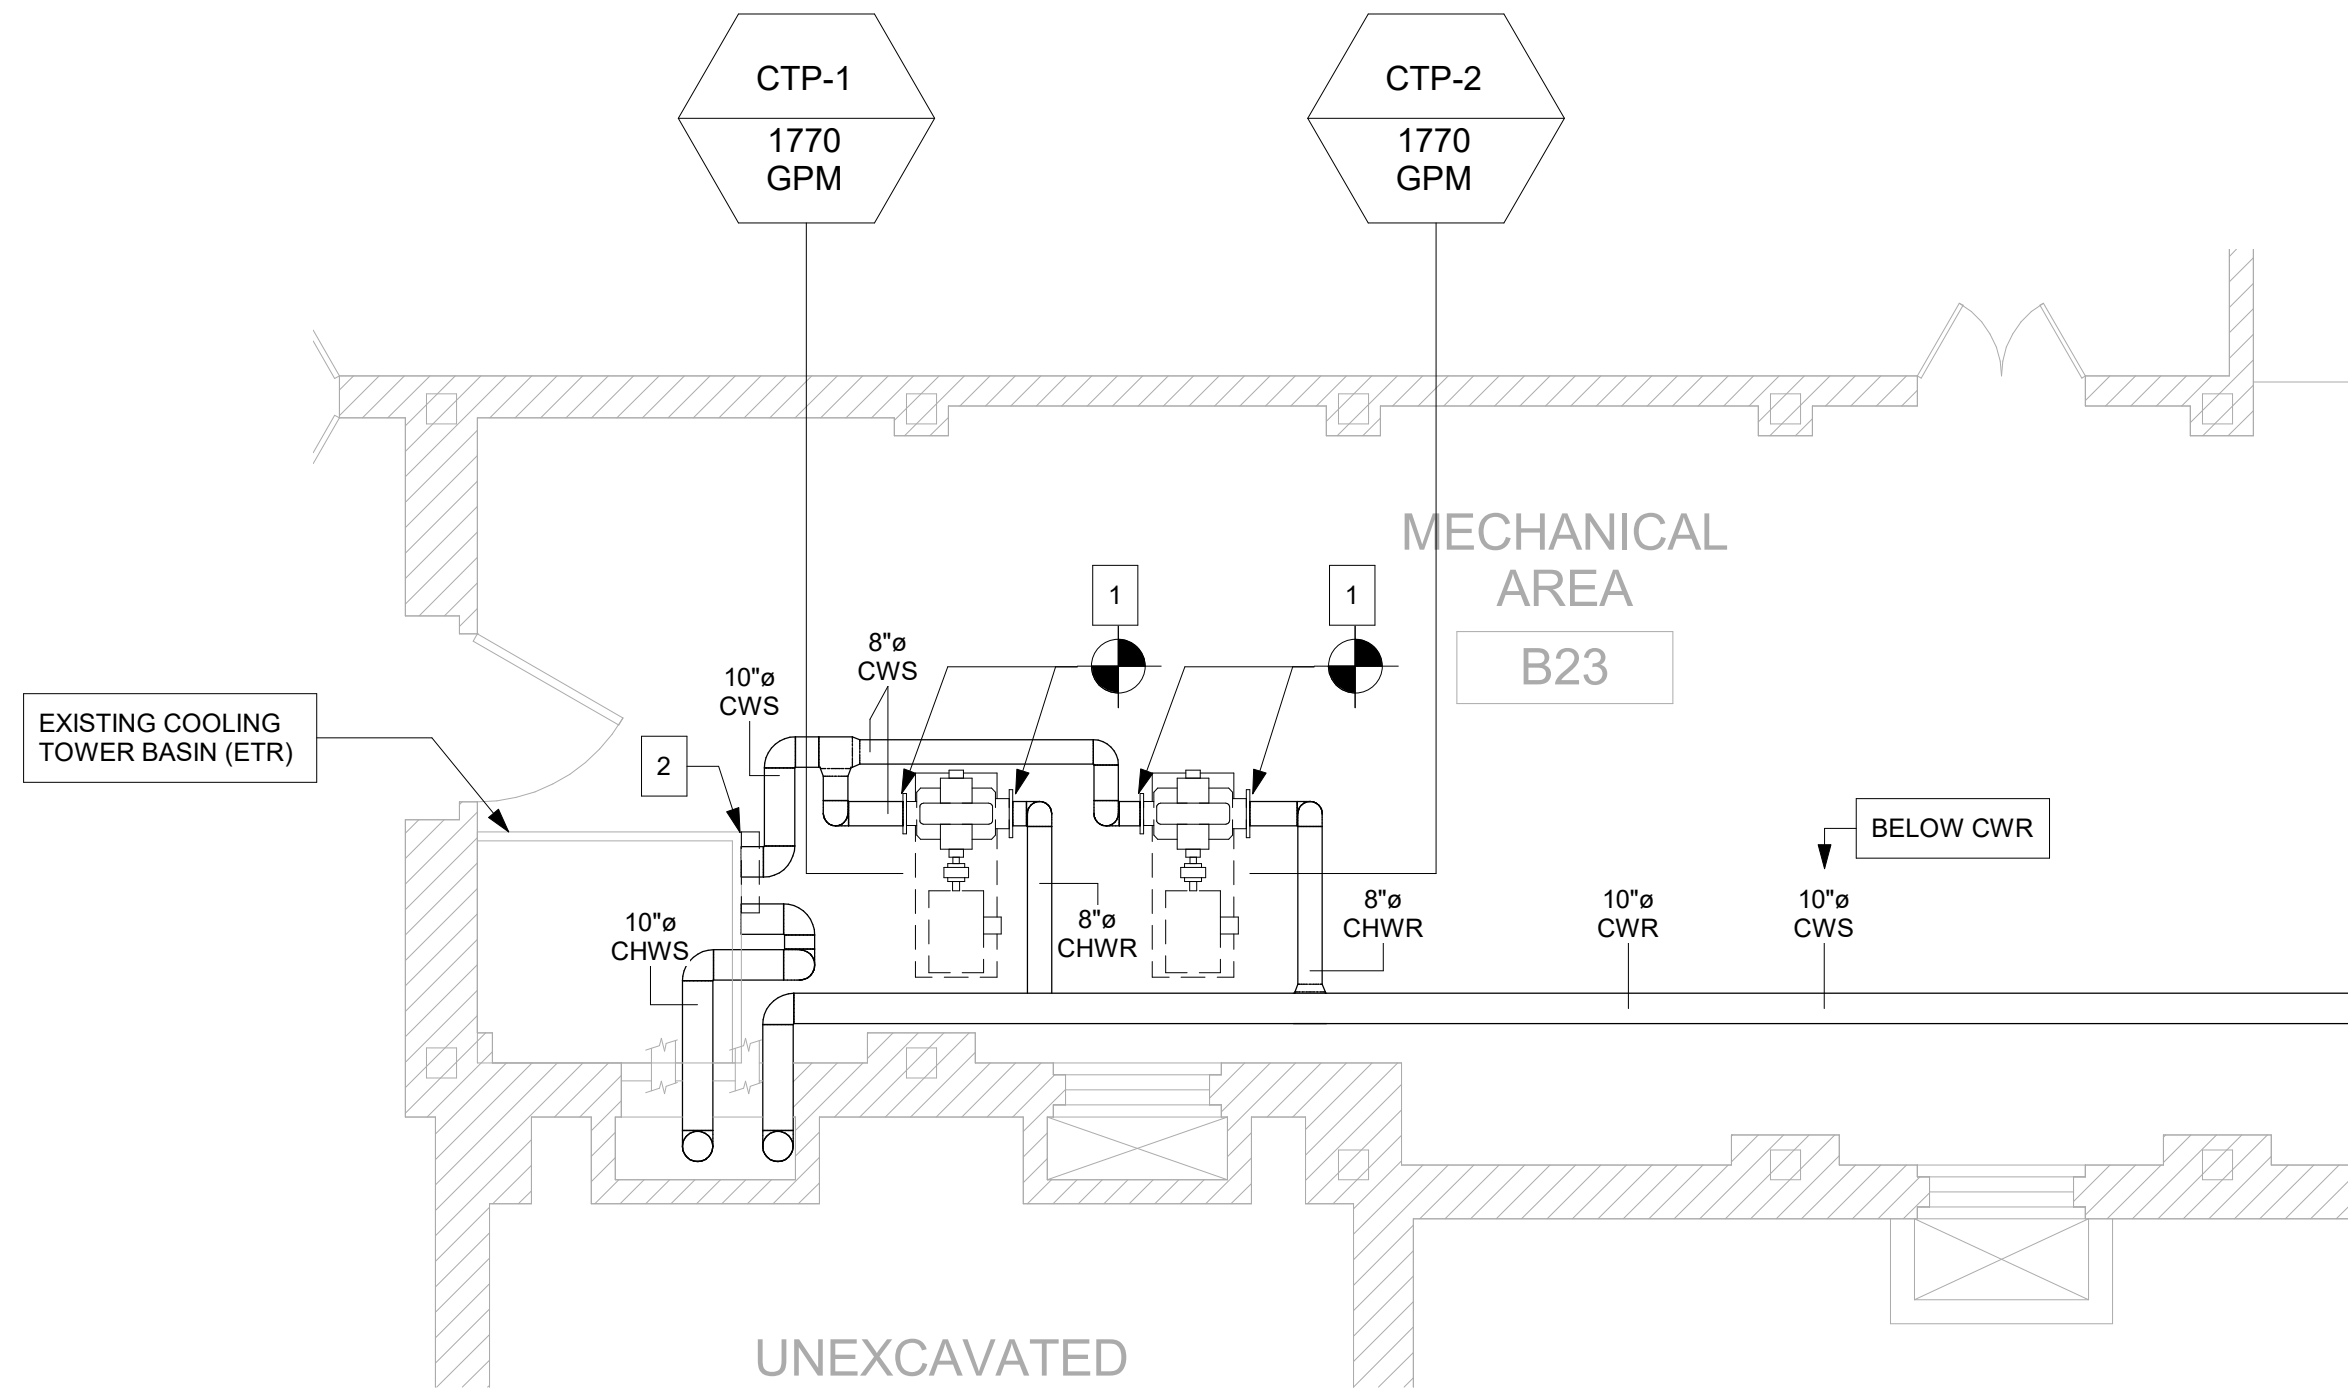 CTP-1
1770
GPM
CTP-2
1770
GPM
MECHANICAL
AREA
B23
1
1
8"ø
CWS
10"ø
CWS
EXISTING COOLING
TOWER BASIN (ETR)
2
BELOW CWR
10"ø
CHWS
8"ø
CHWR
8"ø
CHWR
10"ø
CWR
10"ø
CWS
UNEXCAVATED